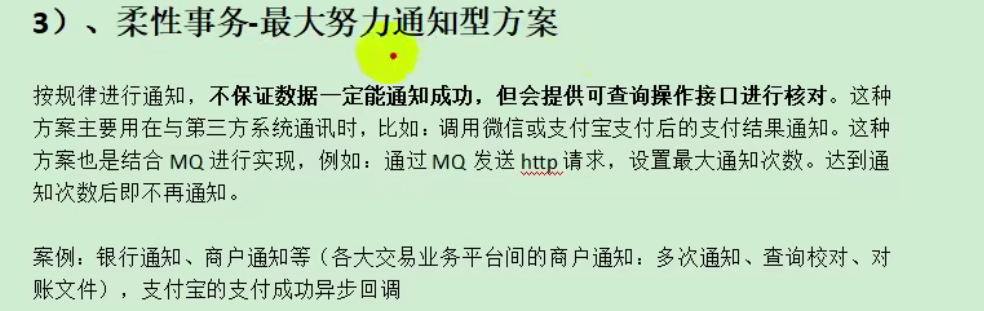 3）、柔性事务-最大努力通知型方案
按规律进行通知，不保证数据一定能通知成功，但会提供可查询操作接口进行核对。这种
方案主要用在与第三方系统通讯时，比如：调用微信或支付宝支付后的支付结果通知。这种
方案也是结合 MQ 进行实现，例如：通过 MQ 发送 http 请求，设置最大通知次数。达到通
知次数后即不再通知。
案例：银行通知、商户通知等（各大交易业务平台间的商户通知：多次通知、查询校对、对
账文件），支付宝的支付成功异步回调